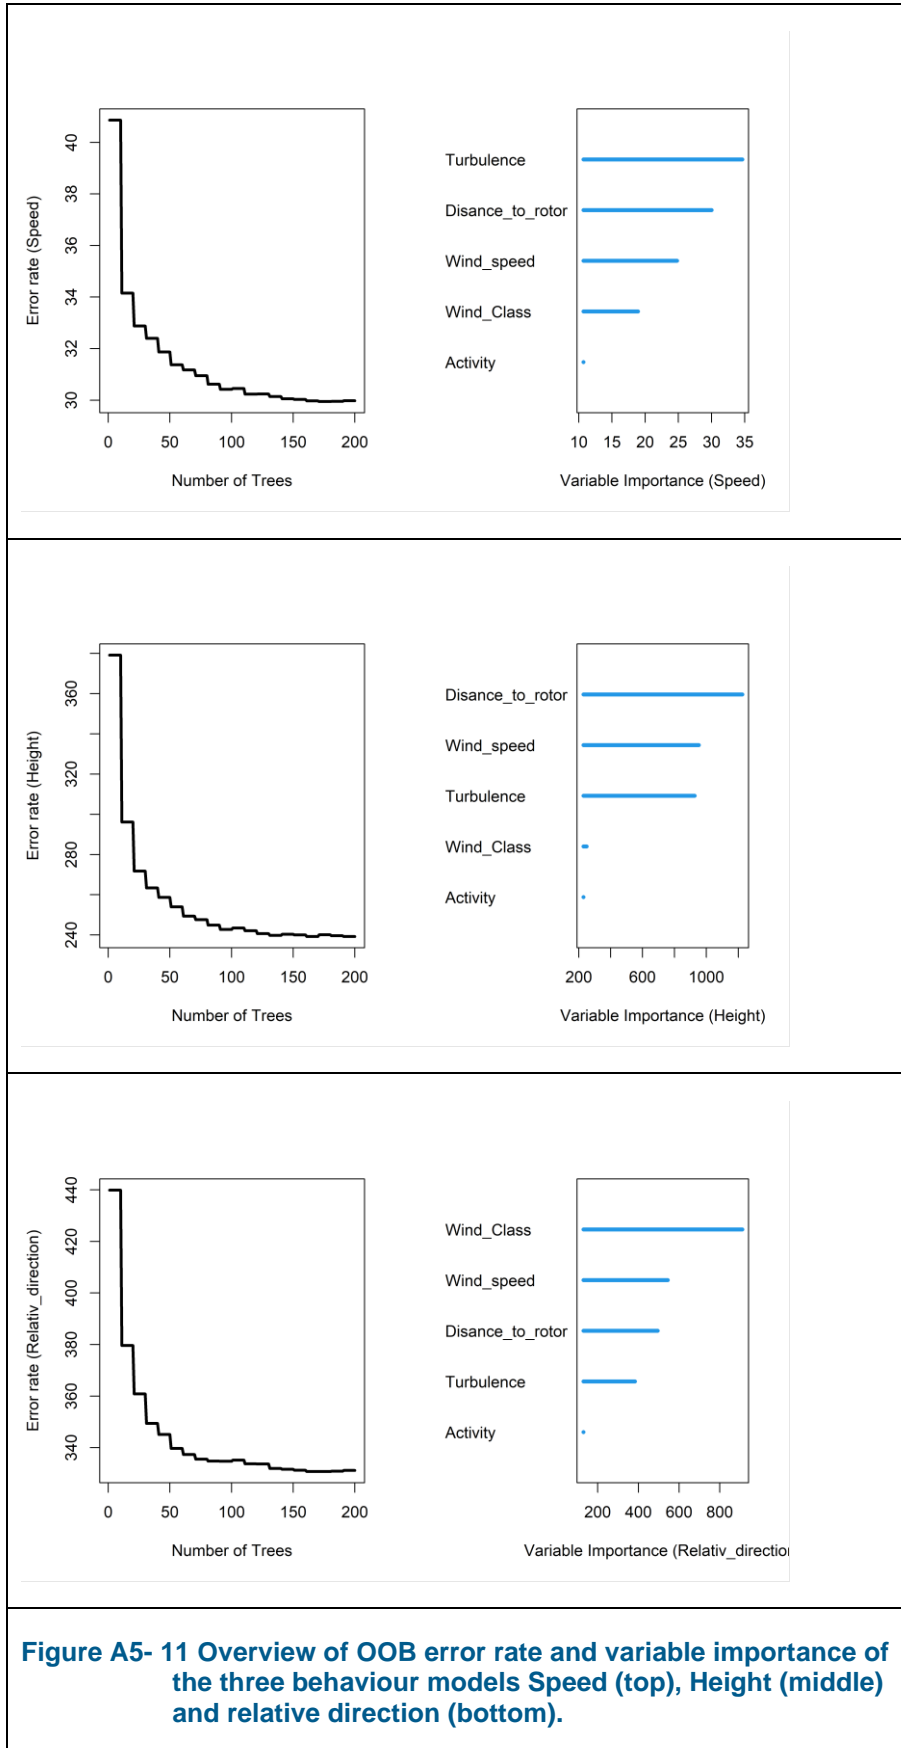 Error rate (Speed)
40
38
36
34
32
30
0 50 100 150 200
Number of Trees
Turbulence
Disance_to_rotor
Wind_speed
Wind_Class
Activity
10 15 20 25 30 35
Variable Importance (Speed)
Error rate (Height)
360
320
280
240
0 50 100 150 200
Number of Trees
Disance_to_rotor
Wind_speed
Turbulence
Wind_Class
Activity
200 600 1000
Variable Importance (Height)
Error rate (Relativ_direction)
440
420
400
380
360
340
0 50 100 150 200
Number of Trees
Wind_Class
Wind_speed
Disance_to_rotor
Turbulence
Activity
200 400 600 800
Variable Importance (Relativ_direction
Figure A5- 11 Overview of OOB error rate and variable importance of
the three behaviour models Speed (top), Height (middle)
and relative direction (bottom).